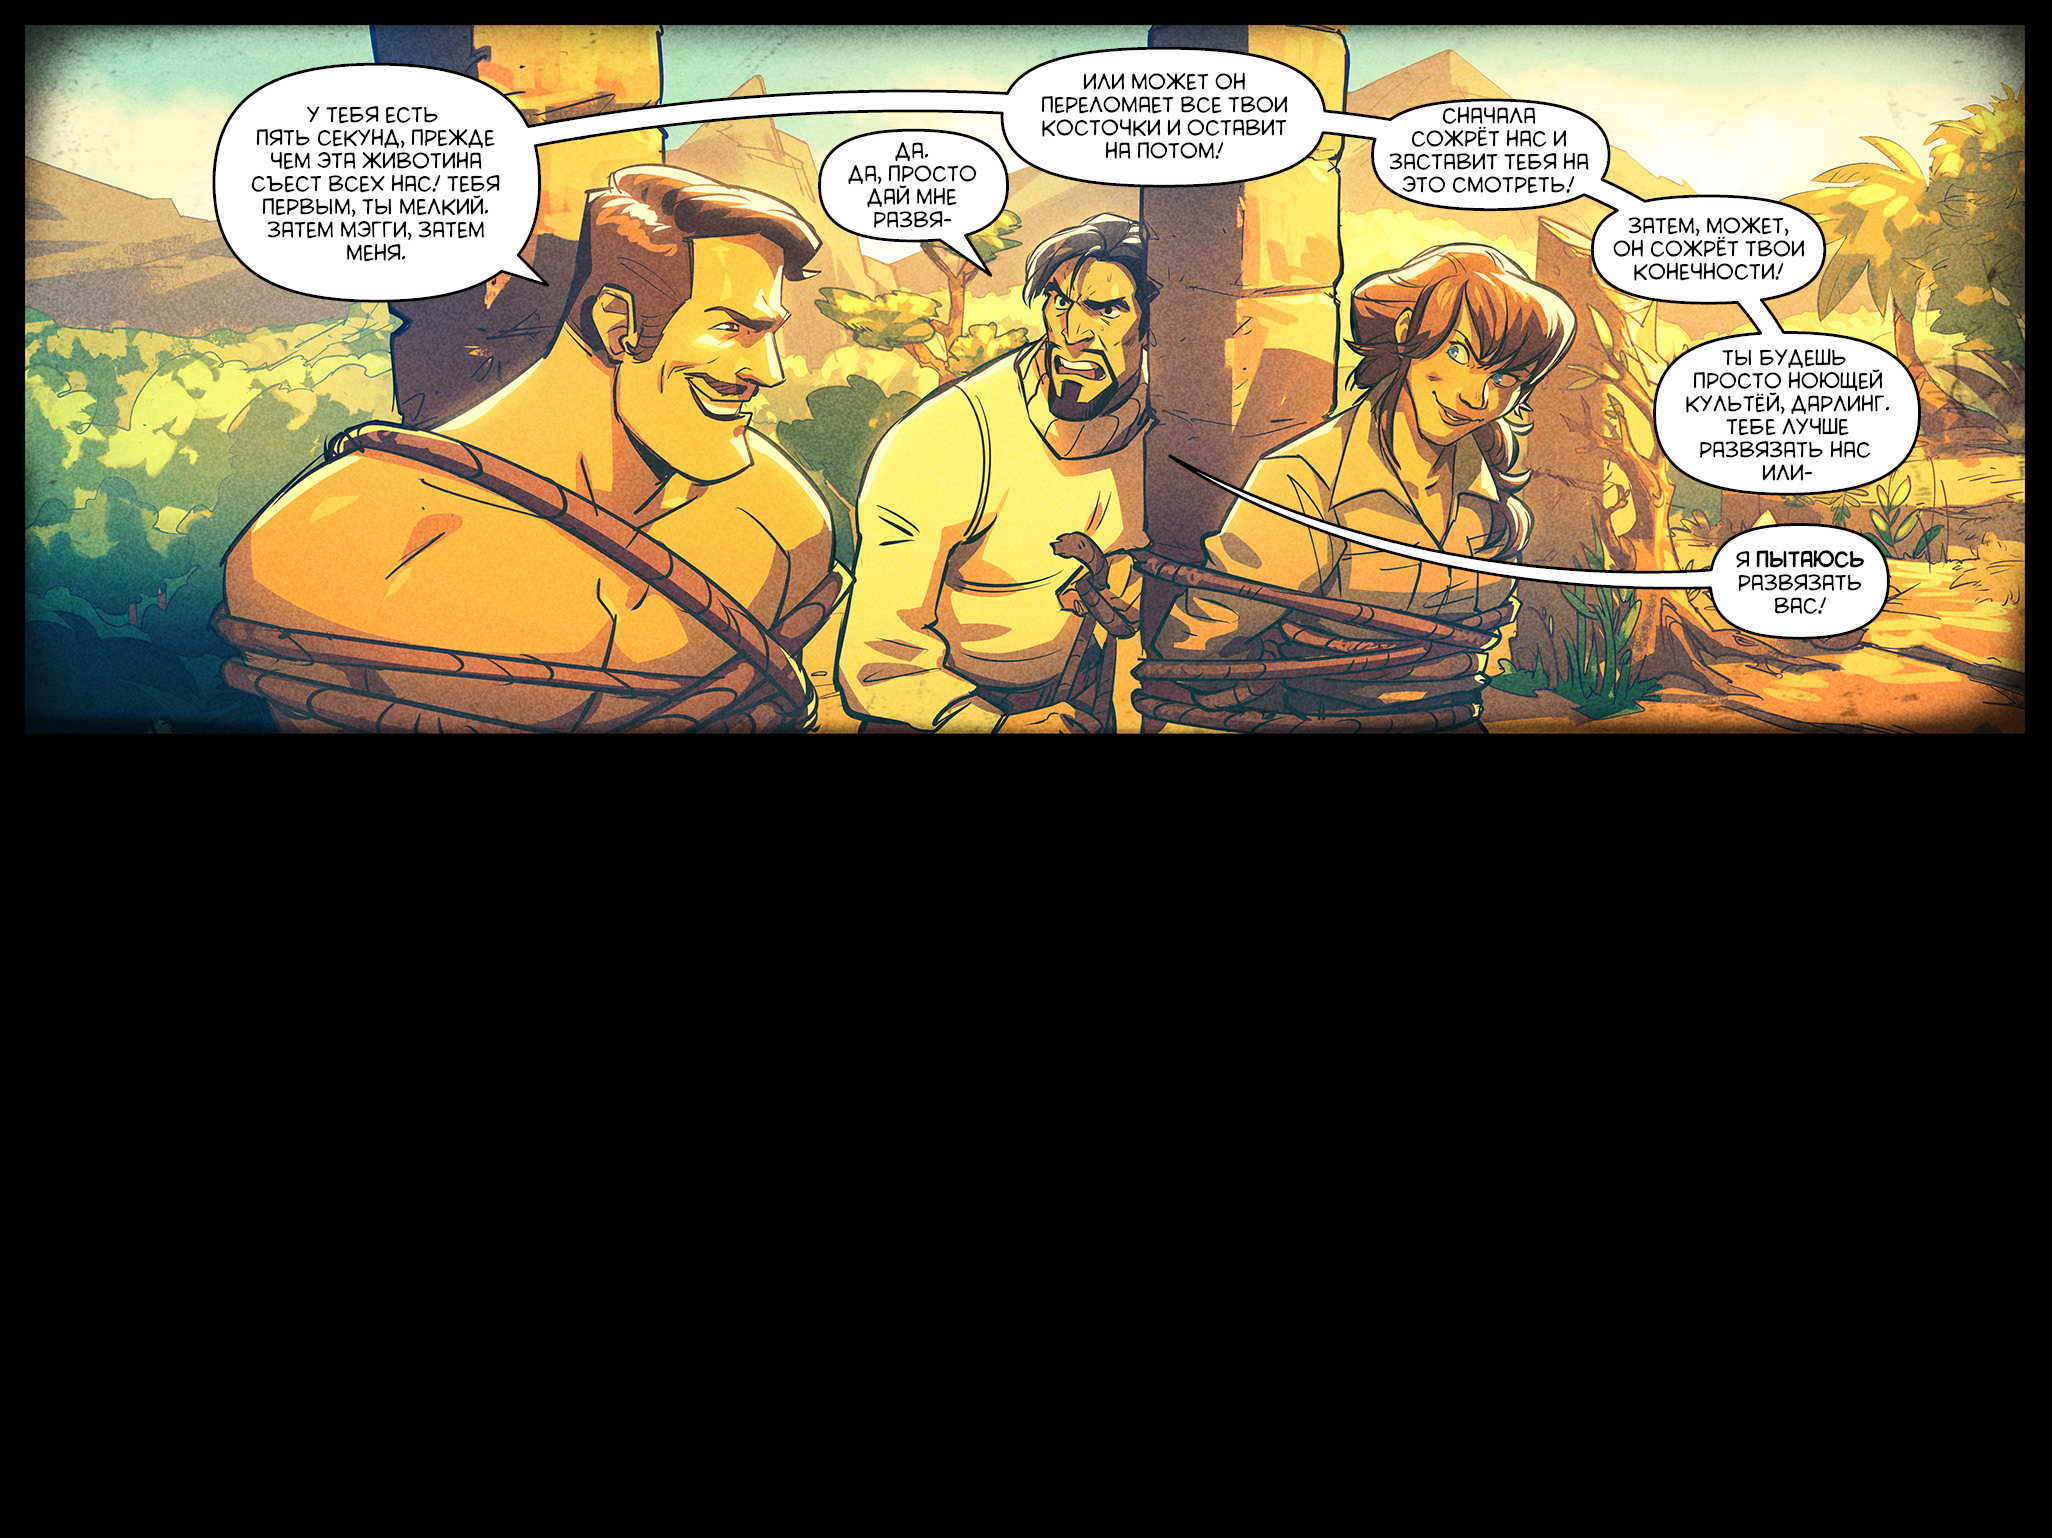 У ТЕБЯ ЕСТЬ
ПЯТЬ СЕКУНД, ПРЕЖДЕ
ЧЕМ ЭТА ЖИВОТИНА
СЪЕСТ ВСЕХ НАС! ТЕБЯ
ПЕРВЫМ, ТЫ МЕЛКИЙ.
ЗАТЕМ МЭГГИ, ЗАТЕМ
МЕНЯ.
ДА.
ДА, ПРОСТО
ДАЙ МНЕ
РАЗВЯ-
ИЛИ МОЖЕТ ОН
ПЕРЕЛОМАЕТ ВСЕ ТВОИ
КОСТОЧКИ И ОСТАВИТ
НА ПОТОМ!
СНАЧАЛА
СОЖРЁТ НАС И
ЗАСТАВИТ ТЕБЯ НА
ЭТО СМОТРЕТЬ!
ЗАТЕМ, МОЖЕТ,
ОН СОЖРЁТ ТВОИ
КОНЕЧНОСТИ!
ТЫ БУДЕШЬ
ПРОСТО НОЮЩЕЙ
КУЛЬТЁЙ, ДАРЛИНГ.
ТЕБЕ ЛУЧШЕ
РАЗВЯЗАТЬ НАС
ИЛИ-
Я ПЫТАЮСЬ
РАЗВЯЗАТЬ
ВАС!